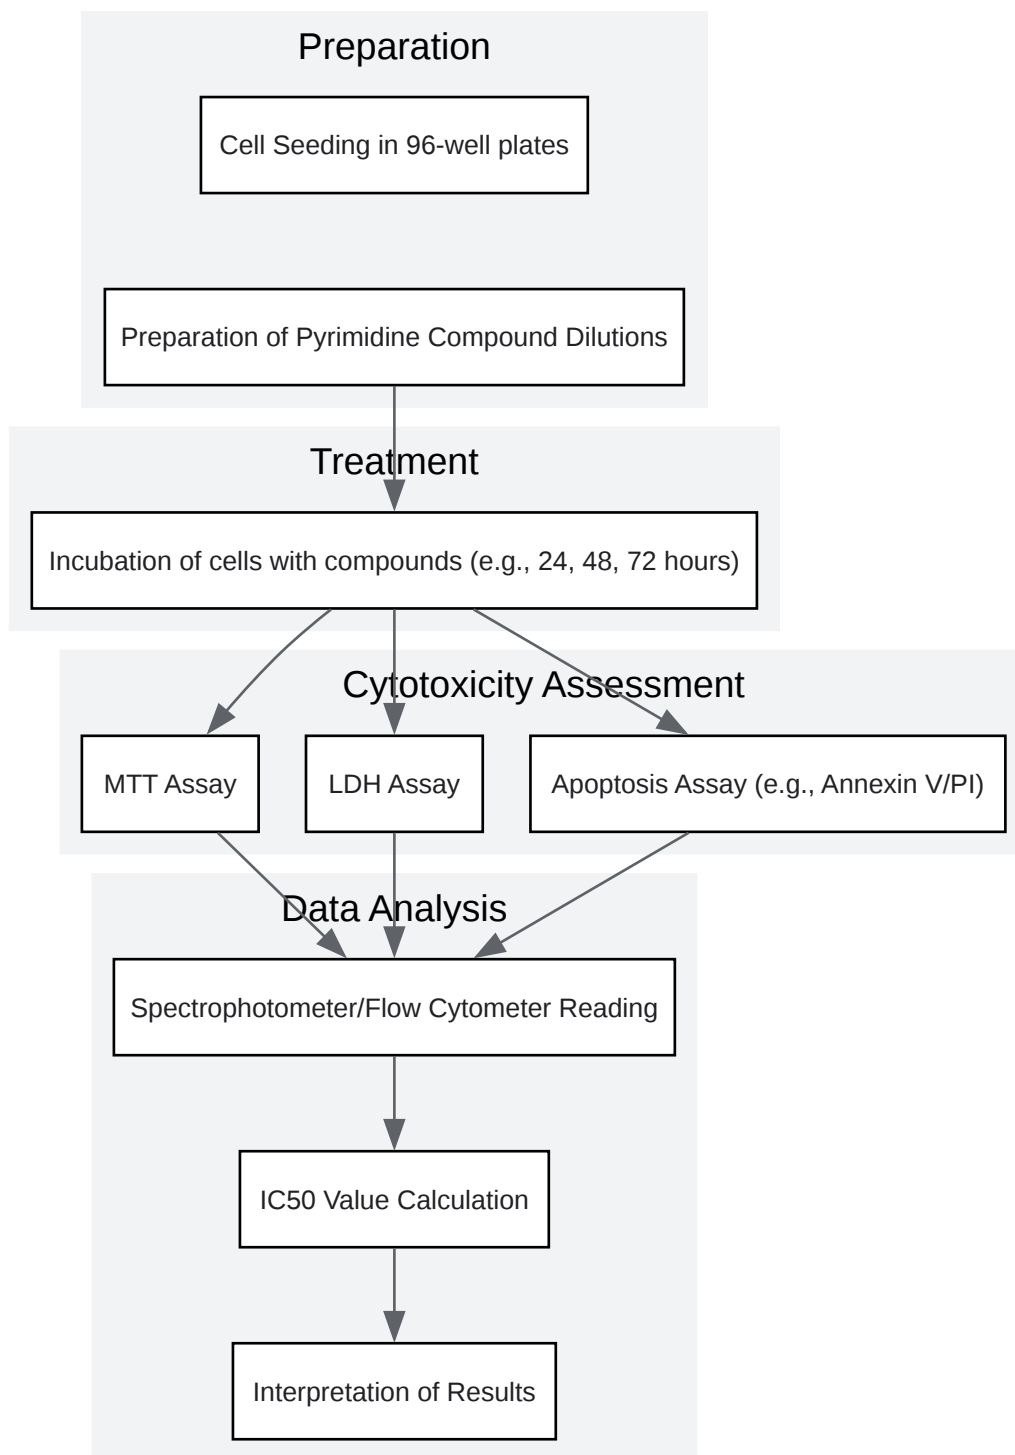 Preparation
Cell Seeding in 96-well plates
Preparation of Pyrimidine Compound Dilutions
Treatment
Incubation of cells with compounds (e.g., 24, 48, 72 hours)
Cytotoxicity Assessment
MTT Assay
LDH Assay
Apoptosis Assay (e.g., Annexin V/PI)
Data Analysis
Spectrophotometer/Flow Cytometer Reading
IC50 Value Calculation
Interpretation of Results